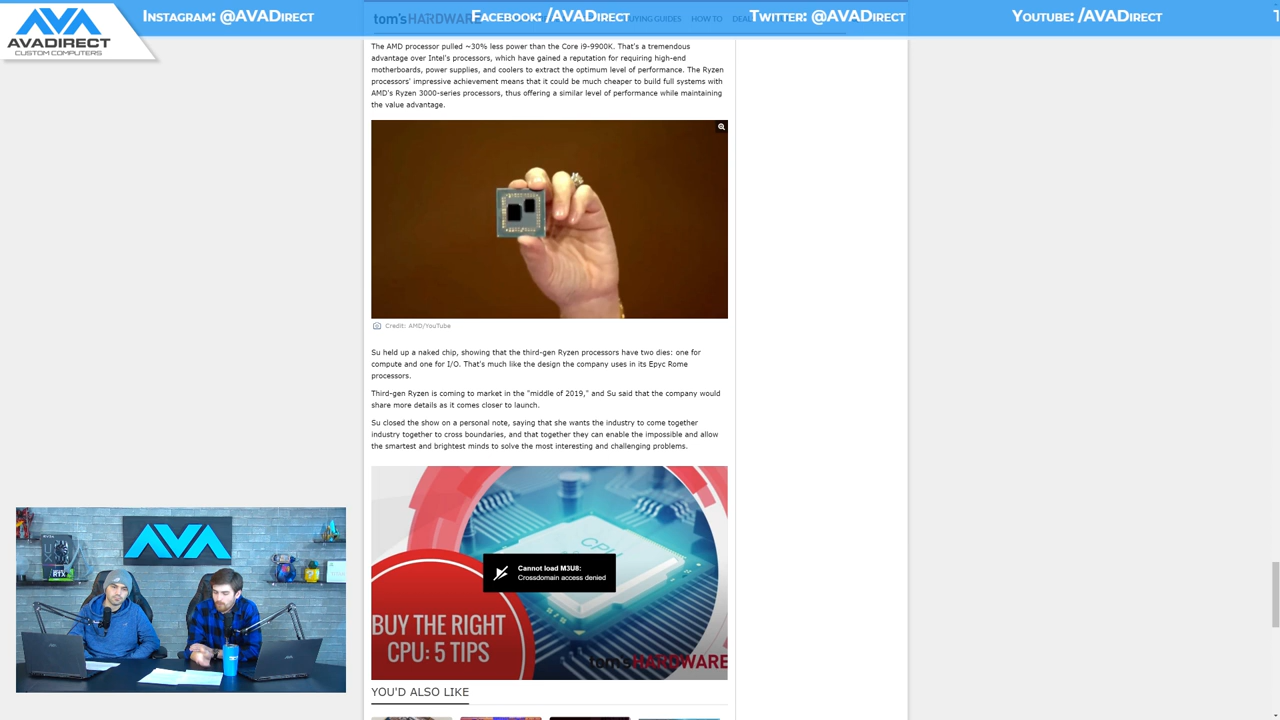 AVADIRECT
CUSTOM COMPUTERS
Instagram: @AVADirect
Facebook: /AVADirect
Twitter: @AVADirect
Youtube: /AVADirect
tom's HARDWARE
BUYING GUIDES HOW TO DEALS
The AMD processor pulled ~30% less power than the Core i9-9900K. That's a tremendous
advantage over Intel's processors, which have gained a reputation for requiring high-end
motherboards, power supplies, and coolers to extract the optimum level of performance. The Ryzen
processors' impressive achievement means that it could be much cheaper to build full systems with
AMD's Ryzen 3000-series processors, thus offering a similar level of performance while maintaining
the value advantage.
Credit: AMD/YouTube
Su held up a naked chip, showing that the third-gen Ryzen processors have two dies: one for
compute and one for I/O. That's much like the design the company uses in its Epyc Rome
processors.
Third-gen Ryzen is coming to market in the "middle of 2019," and Su said that the company would
share more details as it comes closer to launch.
Su closed the show on a personal note, saying that she wants the industry to come together
industry together to cross boundaries, and that together they can enable the impossible and allow
the smartest and brightest minds to solve the most interesting and challenging problems.
CPU
Cannot load M3U8:
Crossdomain access denied
BUY THE RIGHT
CPU: 5 TIPS
tom's HARDWARE
YOU'D ALSO LIKE
AVA
RTX